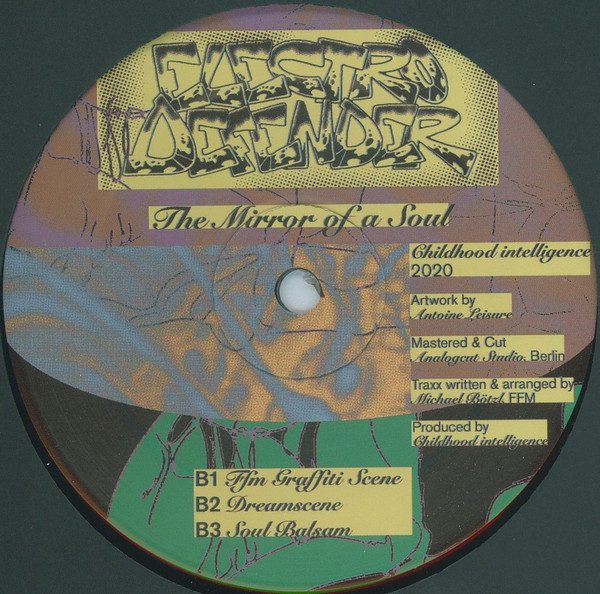 ELECTRO
DEFENDER
The Mirror of a Soul
Childhood intelligence
2020
Artwork by
Antoine Leisure
Mastered & Cut
Analogcut Studio, Berlin
Traxx written & arranged by
Michael Bötzl, FFM
Produced by
Childhood intelligence
B1 Ffm Graffiti Scene
B2 Dreamscene
B3 Soul Balsam